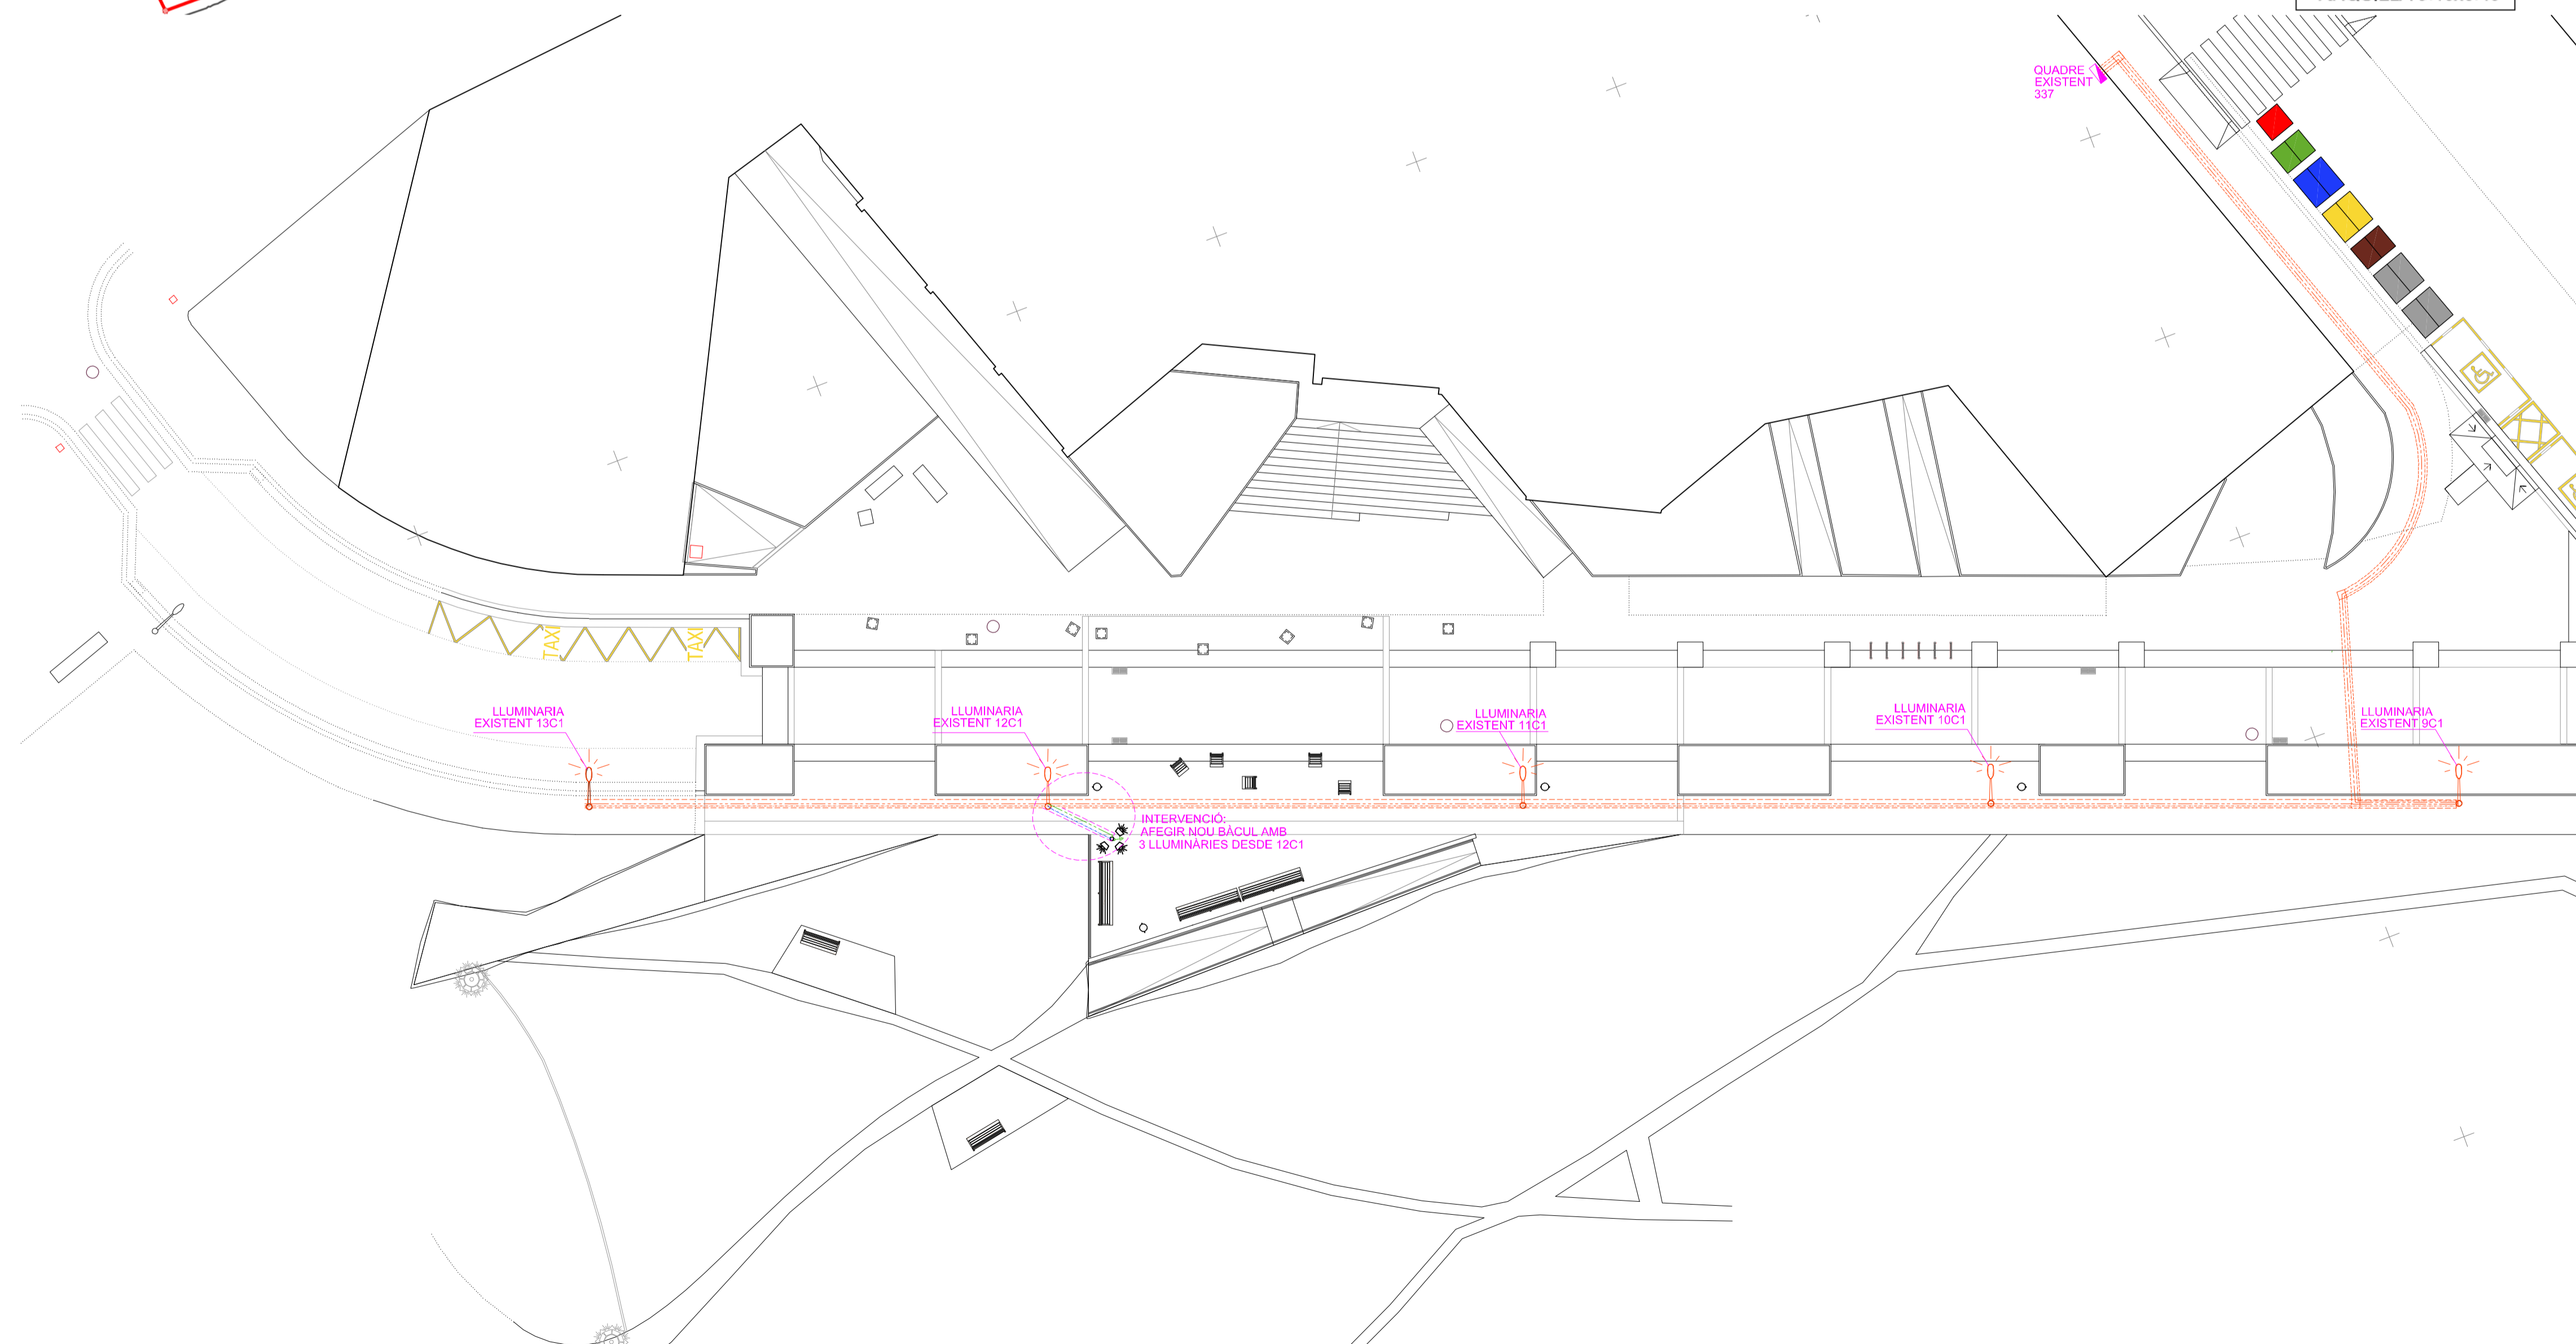 QUADRE
EXISTENT
337
TAXI
TAXI
LLUMINARIA
EXISTENT 13C1
LLUMINARIA
EXISTENT 12C1
LLUMINARIA
EXISTENT 11C1
LLUMINARIA
EXISTENT 10C1
LLUMINARIA
EXISTENT 9C1
INTERVENCIÓ:
AFEGIR NOU BÀCUL AMB
3 LLUMINÀRIES DESDE 12C1